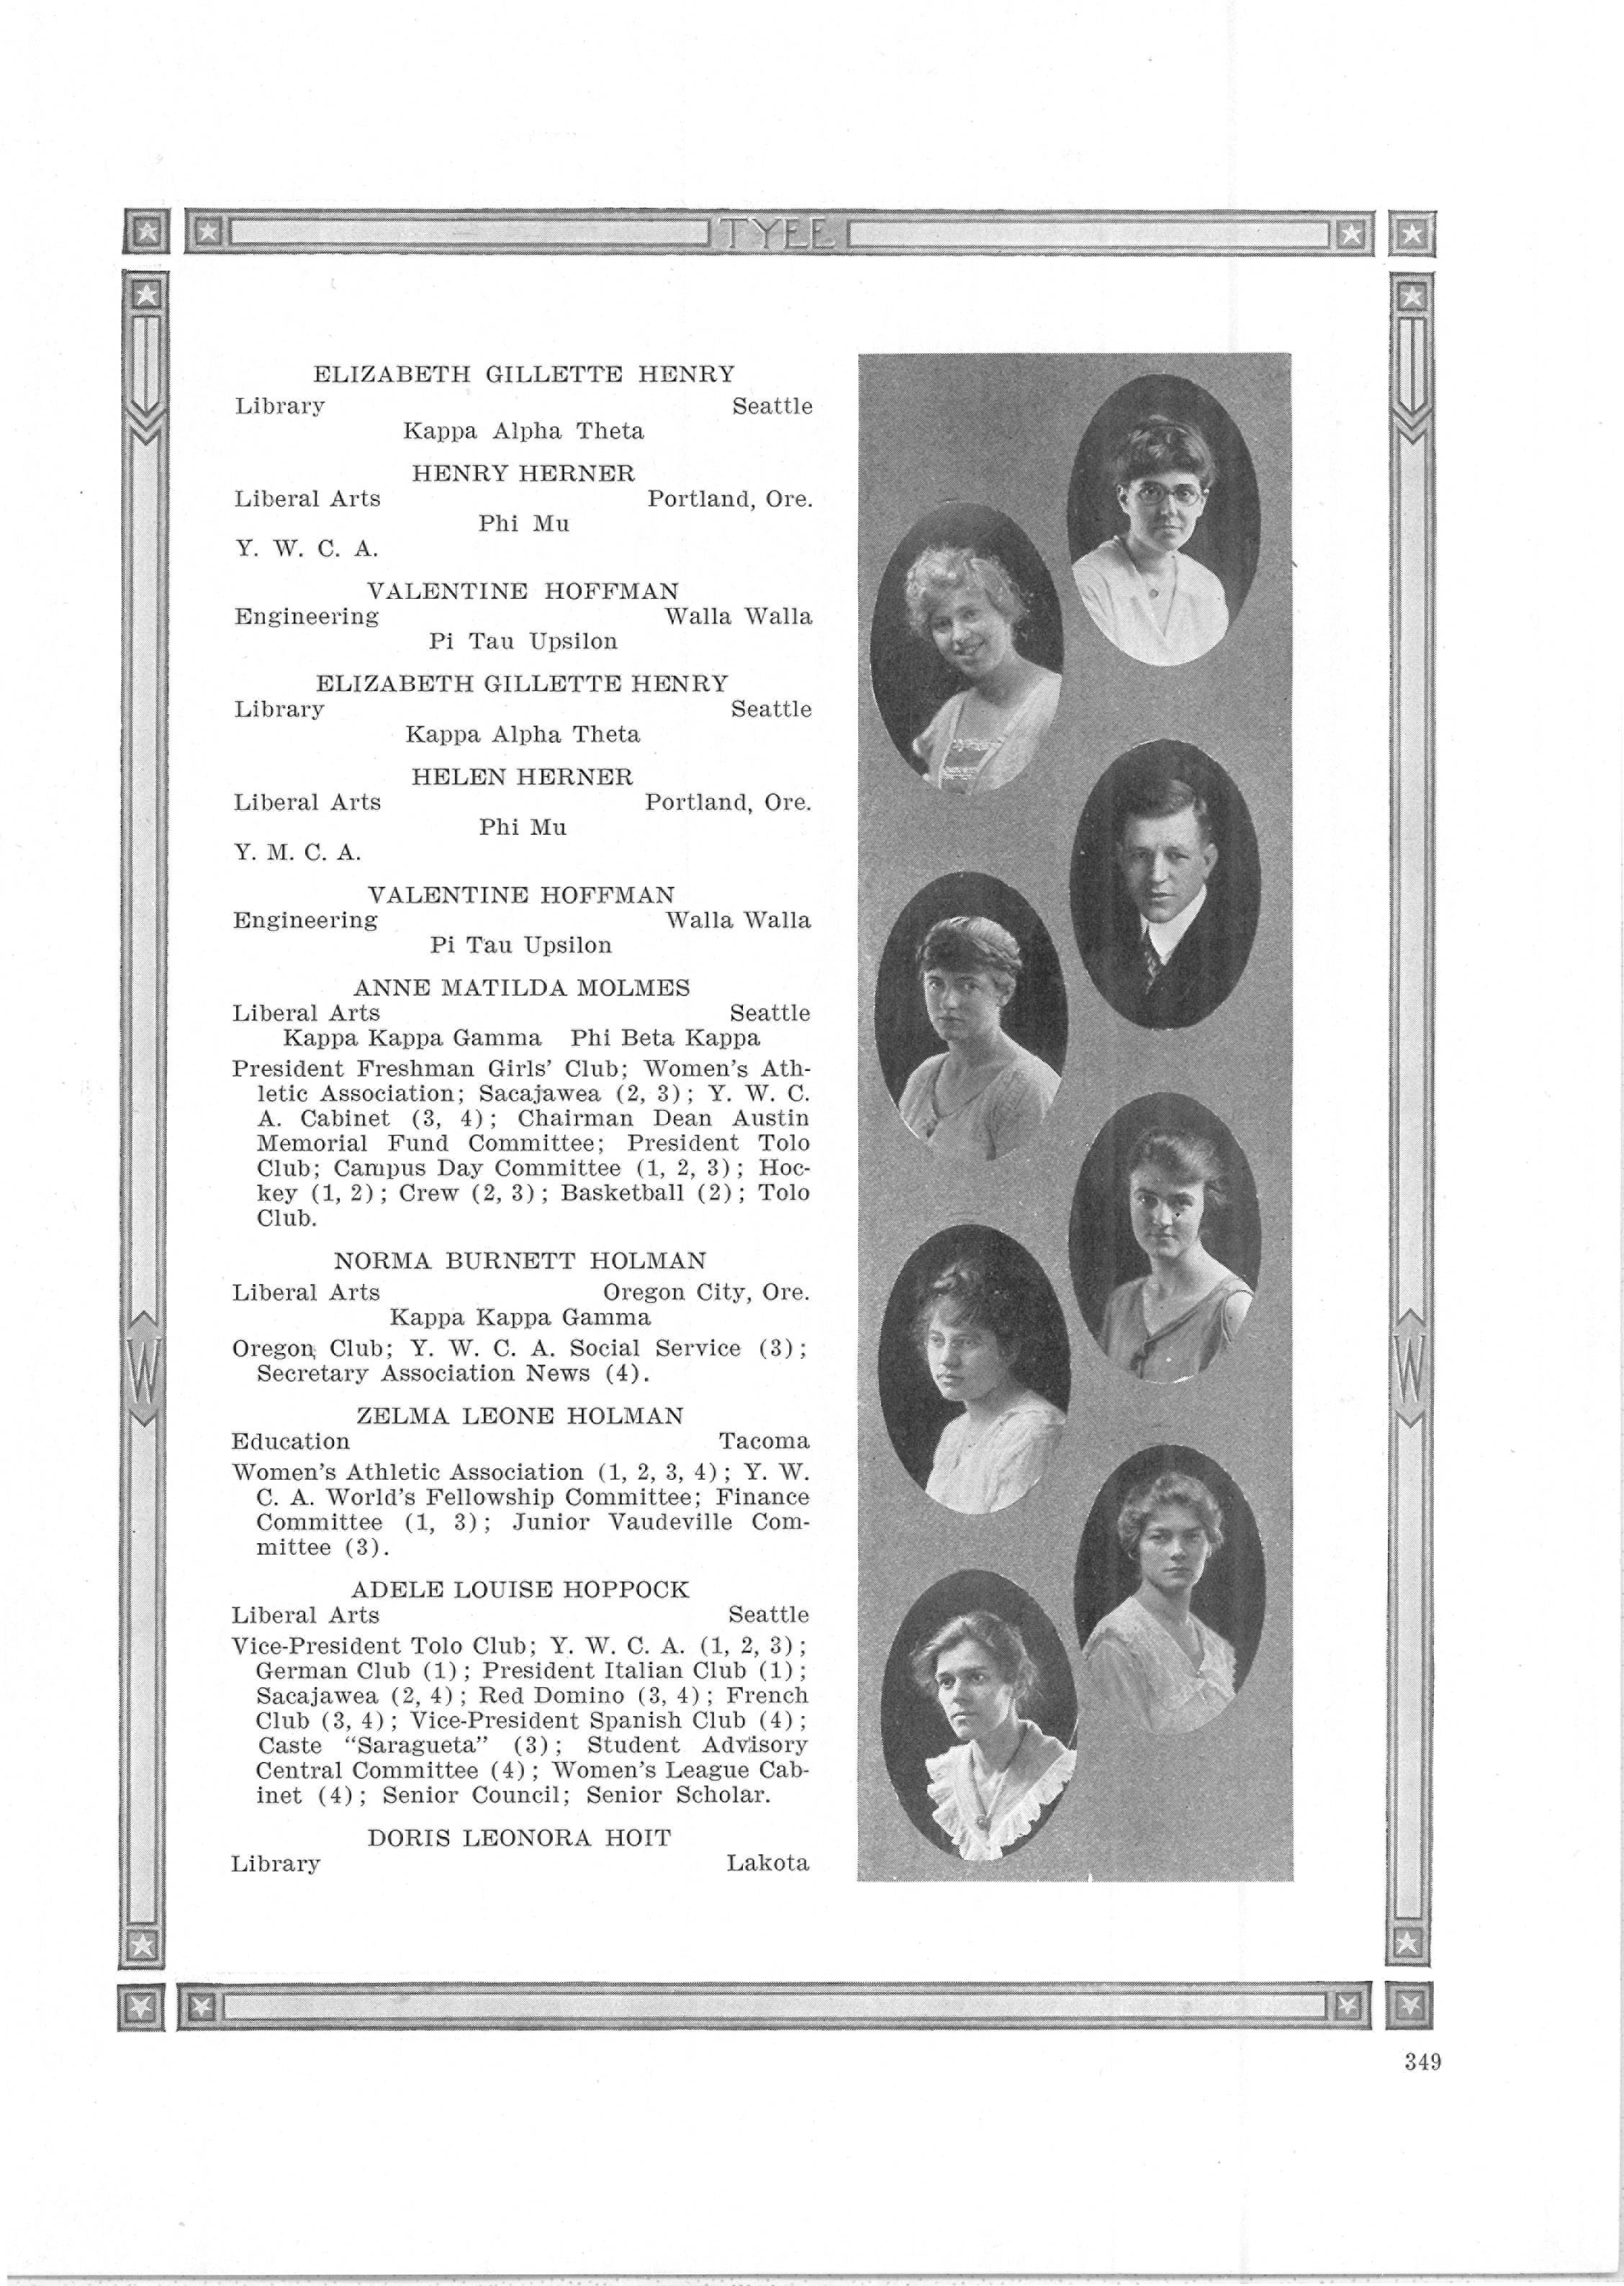 TYEE
ELIZABETH GILLETTE HENRY
Library Seattle
Kappa Alpha Theta
HENRY HERNER
Liberal Arts Portland, Ore.
Phi Mu
Y. W. C. A.
VALENTINE HOFFMAN
Engineering Walla Walla
Pi Tau Upsilon
ELIZABETH GILLETTE HENRY
Library Seattle
Kappa Alpha Theta
HELEN HERNER
Liberal Arts Portland, Ore.
Phi Mu
Y. M. C. A.
VALENTINE HOFFMAN
Engineering Walla Walla
Pi Tau Upsilon
ANNE MATILDA MOLMES
Liberal Arts Seattle
Kappa Kappa Gamma Phi Beta Kappa
President Freshman Girls' Club; Women's Ath-
letic Association; Sacajawea (2, 3); Y. W. C.
A. Cabinet (3, 4); Chairman Dean Austin
Memorial Fund Committee; President Tolo
Club; Campus Day Committee (1, 2, 3); Hoc-
key (1, 2); Crew (2, 3); Basketball (2); Tolo
Club.
NORMA BURNETT HOLMAN
Liberal Arts Oregon City, Ore.
Kappa Kappa Gamma
Oregon Club; Y. W. C. A. Social Service (3);
Secretary Association News (4).
ZELMA LEONE HOLMAN
Education Tacoma
Women's Athletic Association (1, 2, 3, 4); Y. W.
C. A. World's Fellowship Committee; Finance
Committee (1, 3); Junior Vaudeville Com-
mittee (3).
ADELE LOUISE HOPPOCK
Liberal Arts Seattle
Vice-President Tolo Club; Y. W. C. A. (1, 2, 3);
German Club (1); President Italian Club (1);
Sacajawea (2, 4); Red Domino (3, 4); French
Club (3, 4); Vice-President Spanish Club (4);
Caste "Saragueta" (3); Student Advisory
Central Committee (4); Women's League Cab-
inet (4); Senior Council; Senior Scholar.
DORIS LEONORA HOIT
Library Lakota
W
W
349